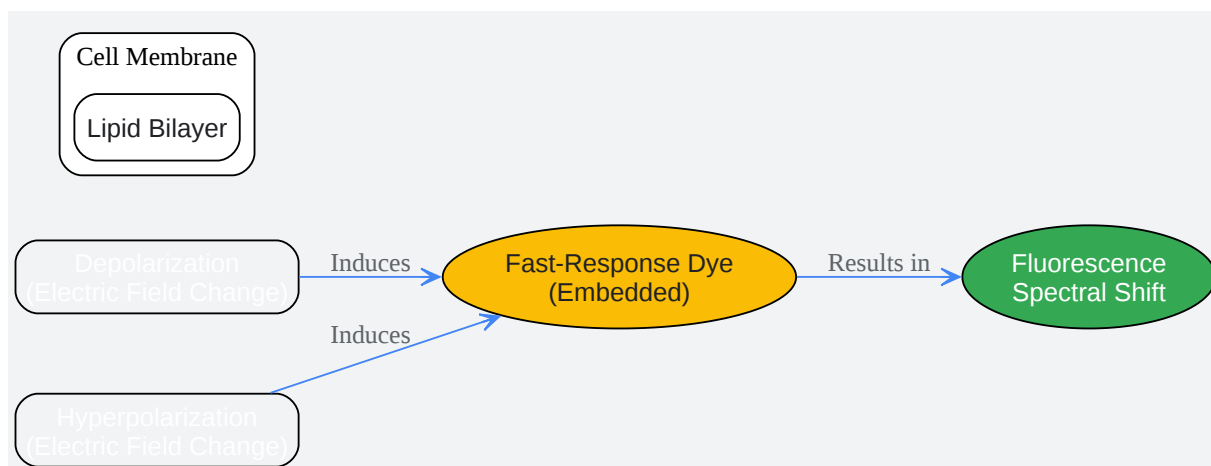 Cell Membrane
Lipid Bilayer
Depolarization
(Electric Field Change)
Induces
Fast-Response Dye
(Embedded)
Results in
Fluorescence
Spectral Shift
Induces
Hyperpolarization
(Electric Field Change)